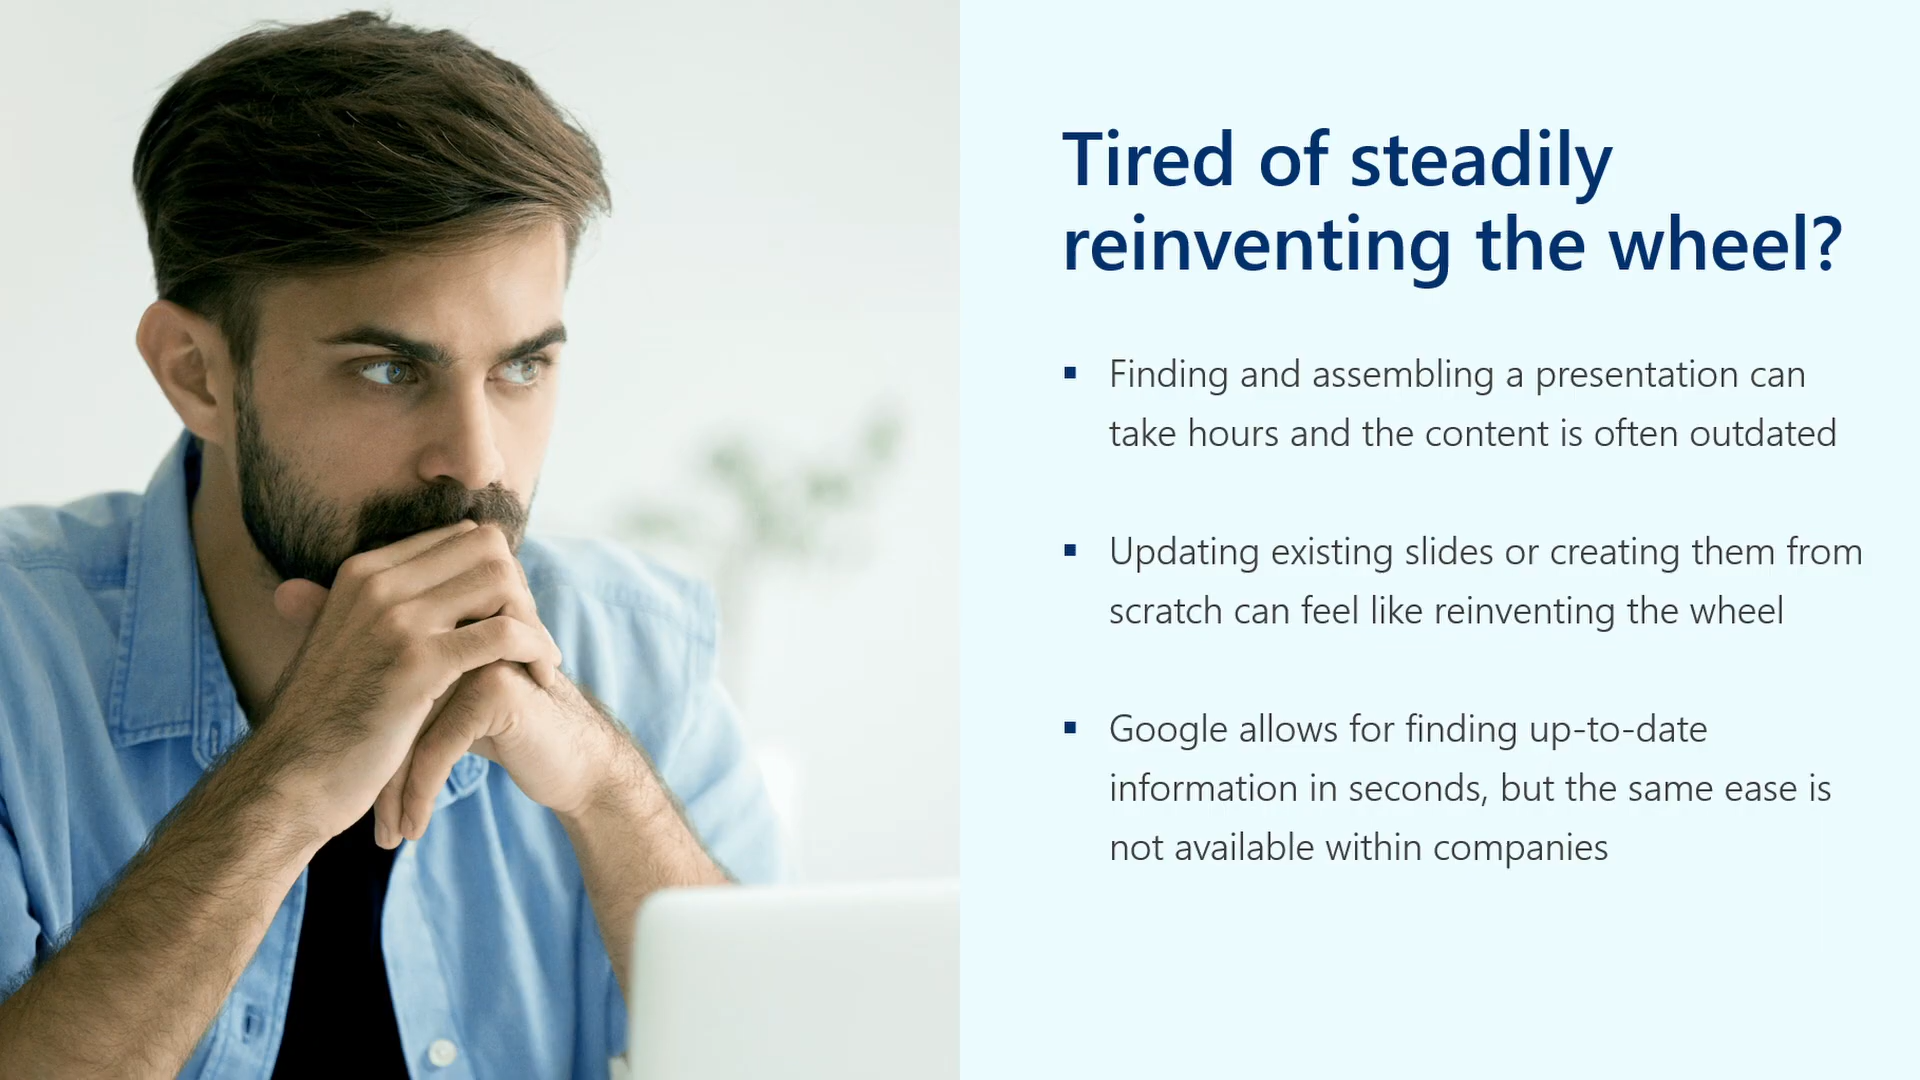 Tired of steadily
reinventing the wheel?
▪ Finding and assembling a presentation can
take hours and the content is often outdated
▪ Updating existing slides or creating them from
scratch can feel like reinventing the wheel
▪ Google allows for finding up-to-date
information in seconds, but the same ease is
not available within companies